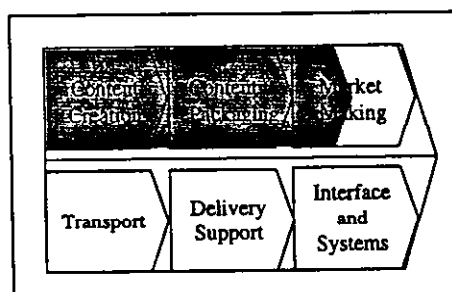 Content
Creation
Content
Packaging
Market
Making
Transport
Delivery
Support
Interface
and
Systems